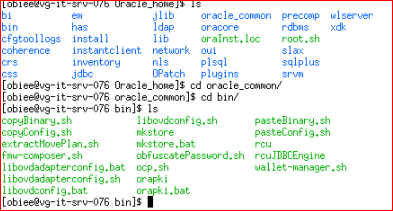 [obiee@vg-it-srv-076 Oracle_home]$ ls
bi em jlib oracle_common precomp wlserver
bin has ldap oracore rdbms xdk
cfgtoollogs install lib oraInst.loc root.sh
coherence instantclient network oui slax
crs inventory nls plsql sqlplus
css jdbc OPatch plugins srvm
[obiee@vg-it-srv-076 Oracle_home]$ cd oracle_common/
[obiee@vg-it-srv-076 oracle_common]$ cd bin/
[obiee@vg-it-srv-076 bin]$ ls
copyBinary.sh libovdconfig.sh pasteBinary.sh
copyConfig.sh mkstore pasteConfig.sh
extractMovePlan.sh mkstore.bat rcu
fmw-composer.sh obfuscatePassword.sh rcuJDBCEngine
libovdadapterconfig.bat ocp.sh wallet-manager.sh
libovdadapterconfig.sh orapki
libovdconfig.bat orapki.bat
[obiee@vg-it-srv-076 bin]$